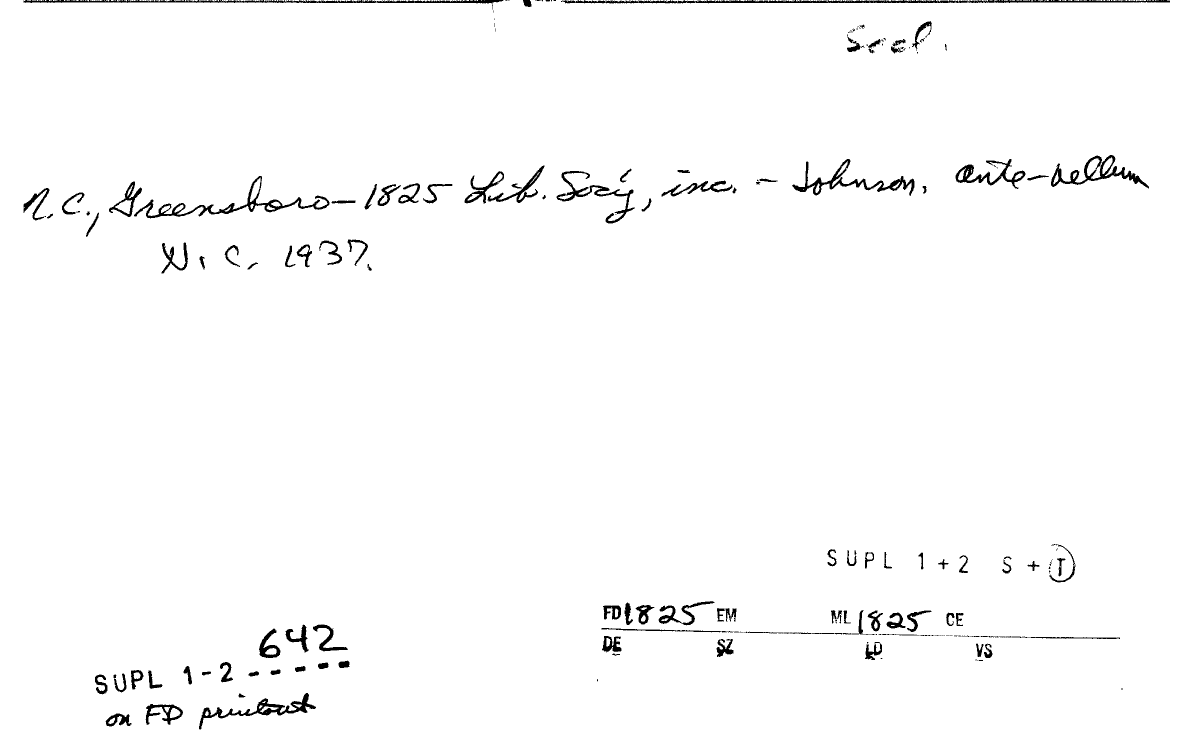 Socl.
N.C., Greensboro – 1825 Lib. Soc'y, inc. – Johnson. ante-bellum
N. C. 1937.
SUPL 1+2 S + T
FD 1825 EM ML 1825 CE
DE SZ LD VS
642
SUPL 1-2 -----
on FD printout